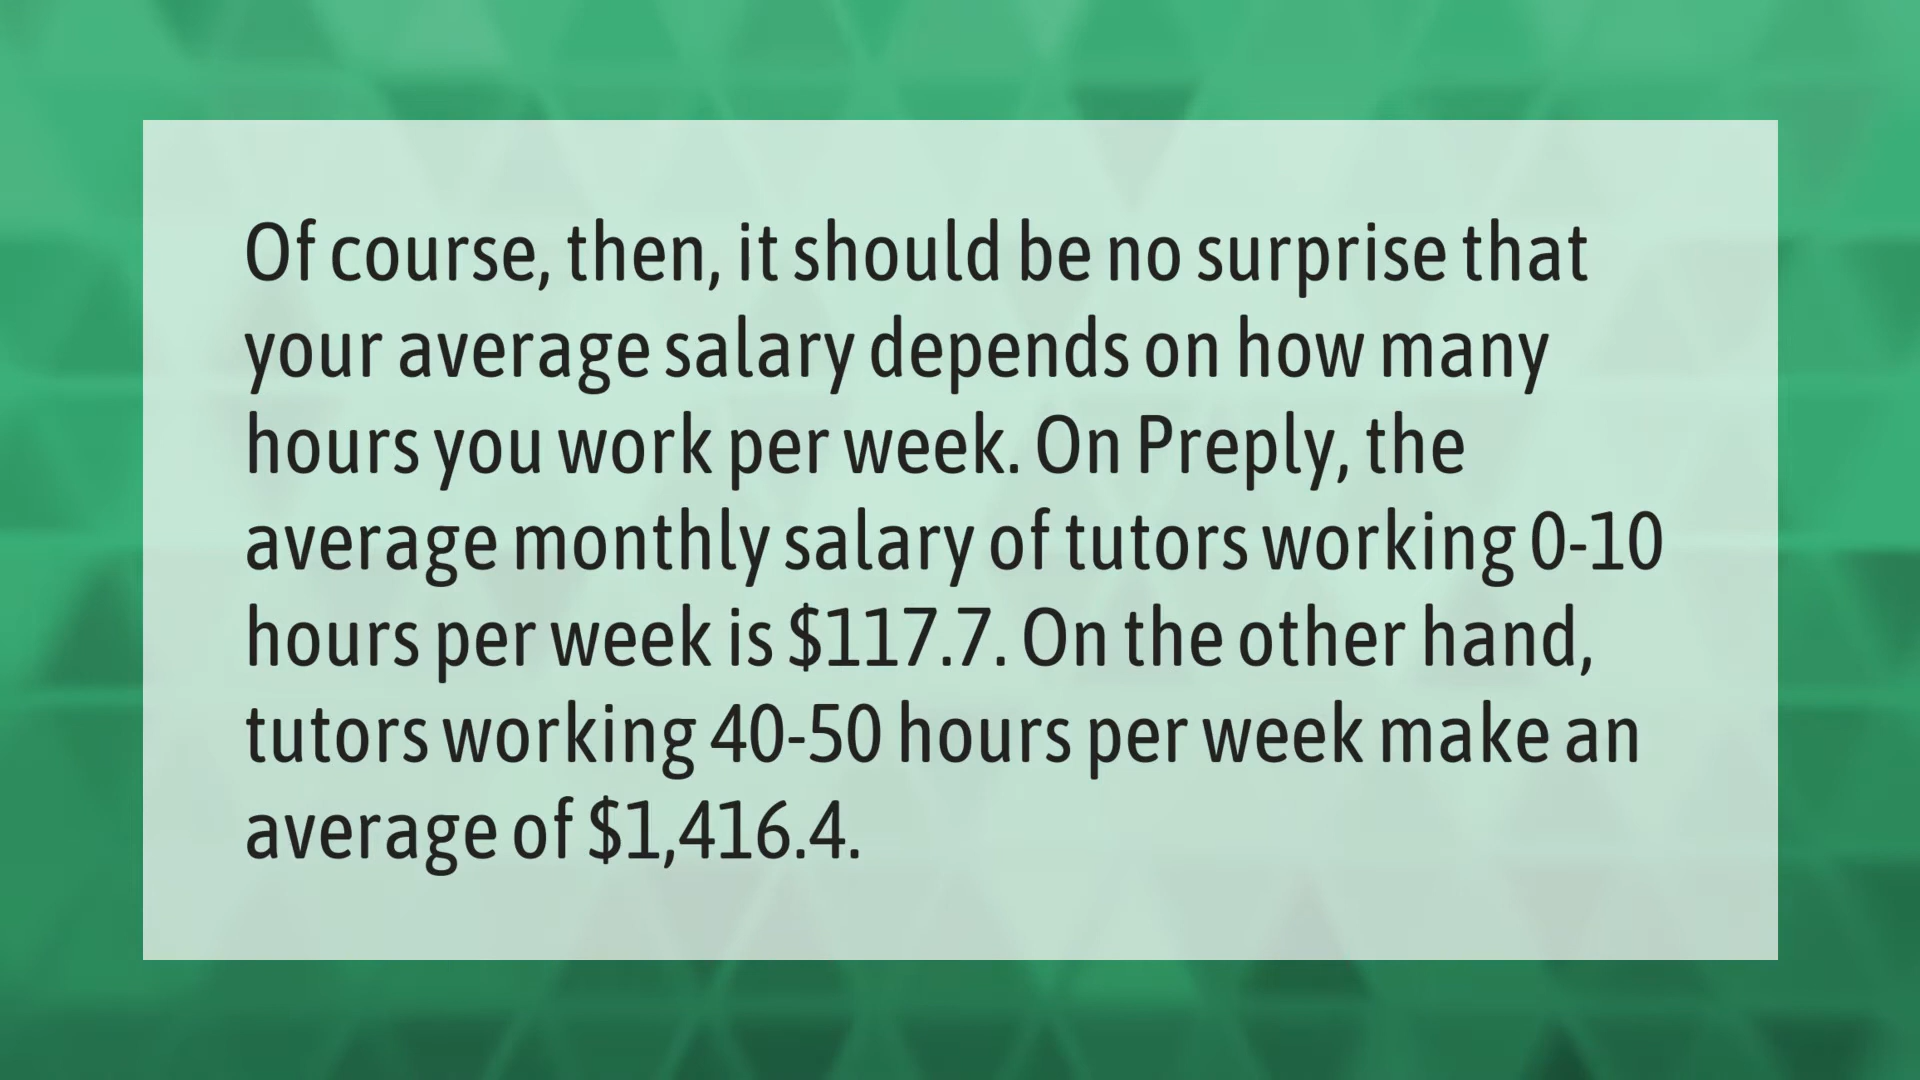 Of course, then, it should be no surprise that
your average salary depends on how many
hours you work per week. On Preply, the
average monthly salary of tutors working 0-10
hours per week is $117.7. On the other hand,
tutors working 40-50 hours per week make an
average of $1,416.4.